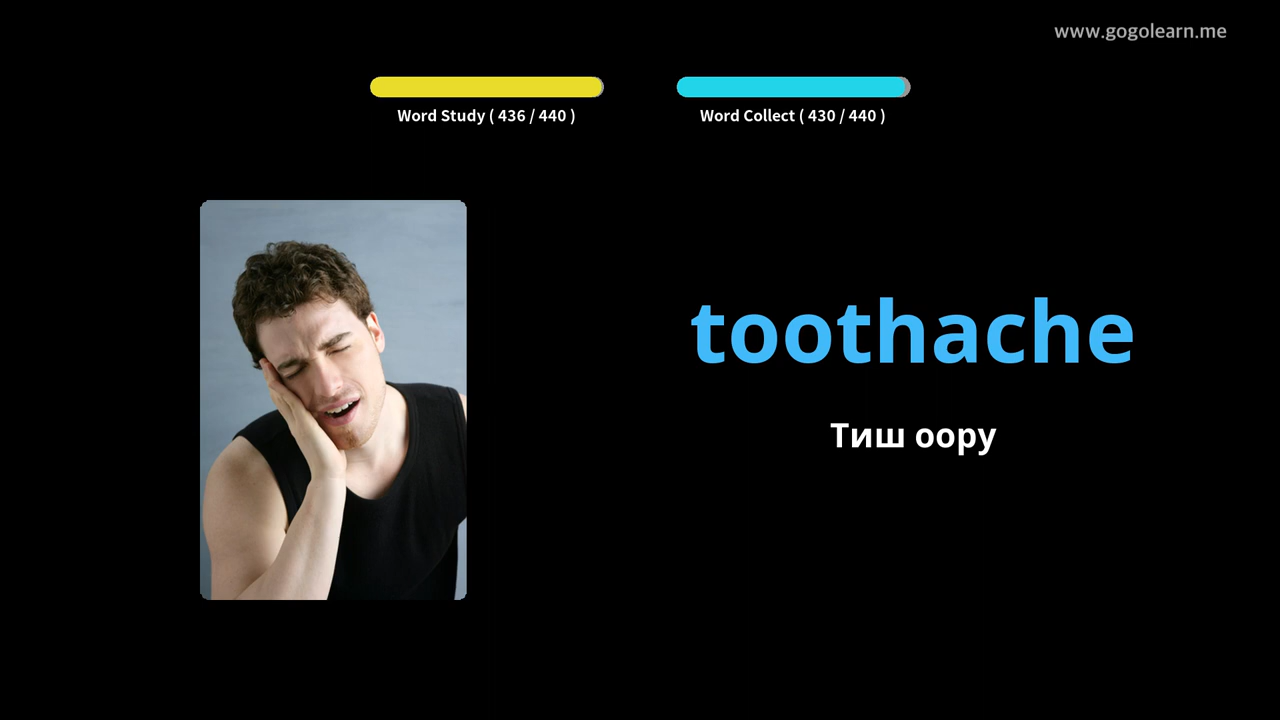 www.gogolearn.me
Word Study ( 436 / 440 )
Word Collect ( 430 / 440 )
toothache
Тиш оору